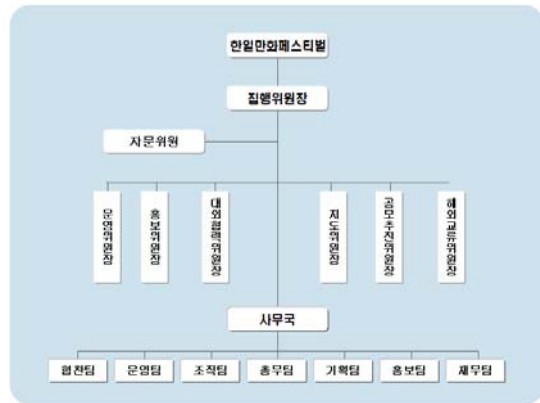 한일만화페스티벌
집행위원장
자문위원
운영위원장
홍보위원장
대외협력위원장
지도위원장
공모추진위원장
해외교류위원장
사무국
협찬팀 운영팀 조직팀 총무팀 기획팀 홍보팀 재무팀